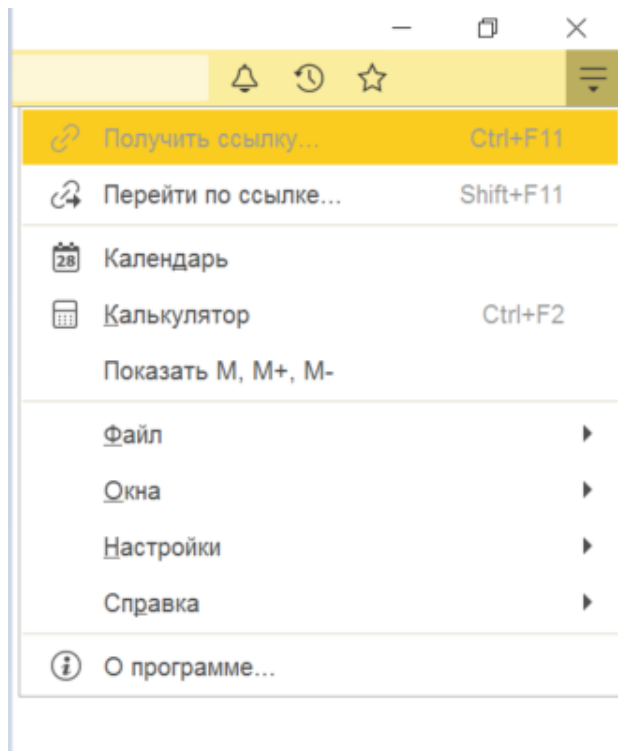 Получить ссылку... Ctrl+F11
Перейти по ссылке... Shift+F11
28 Календарь
Калькулятор Ctrl+F2
Показать M, M+, M-
Файл
Окна
Настройки
Справка
О программе...